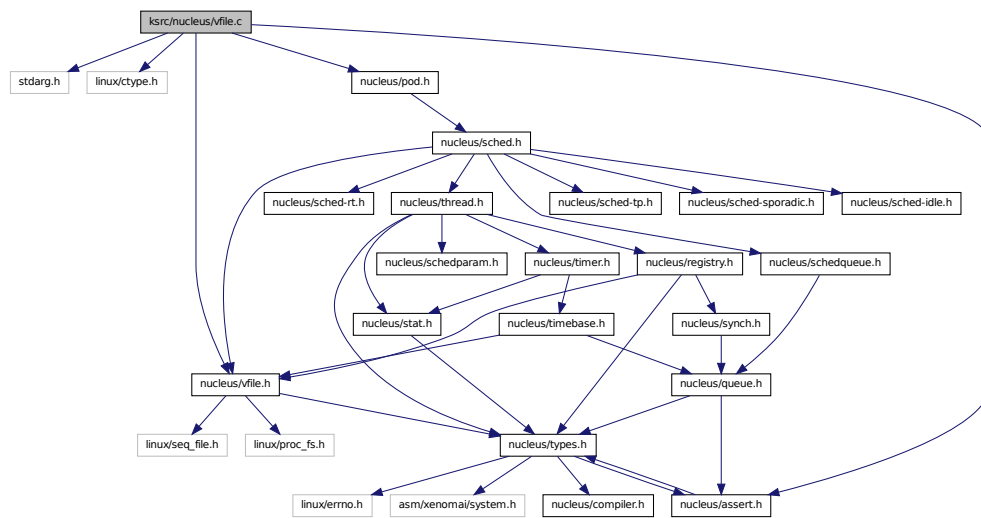 ksrc/nucleus/vfile.c
stdarg.h
linux/ctype.h
nucleus/pod.h
nucleus/sched.h
nucleus/sched-rt.h
nucleus/thread.h
nucleus/sched-tp.h
nucleus/sched-sporadic.h
nucleus/sched-idle.h
nucleus/schedparam.h
nucleus/timer.h
nucleus/registry.h
nucleus/schedqueue.h
nucleus/stat.h
nucleus/timebase.h
nucleus/synch.h
nucleus/vfile.h
nucleus/queue.h
linux/seq_file.h
linux/proc_fs.h
nucleus/types.h
linux/errno.h
asm/xenomai/system.h
nucleus/compiler.h
nucleus/assert.h